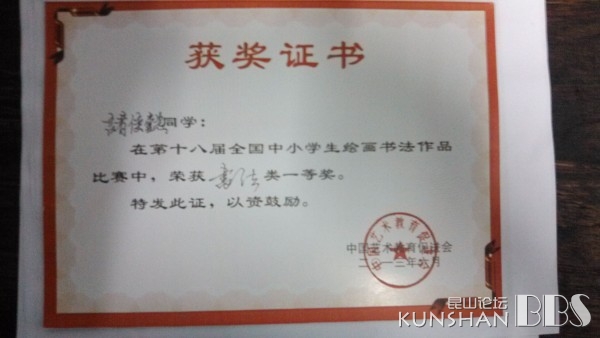 获奖证书
同学：
在第十八届全国中小学生绘画书法作品
比赛中，荣获书法类一等奖。
特发此证，以资鼓励。
中国艺术教育促进会
二〇一三年六月
昆山论坛
KUNSHAN BBS